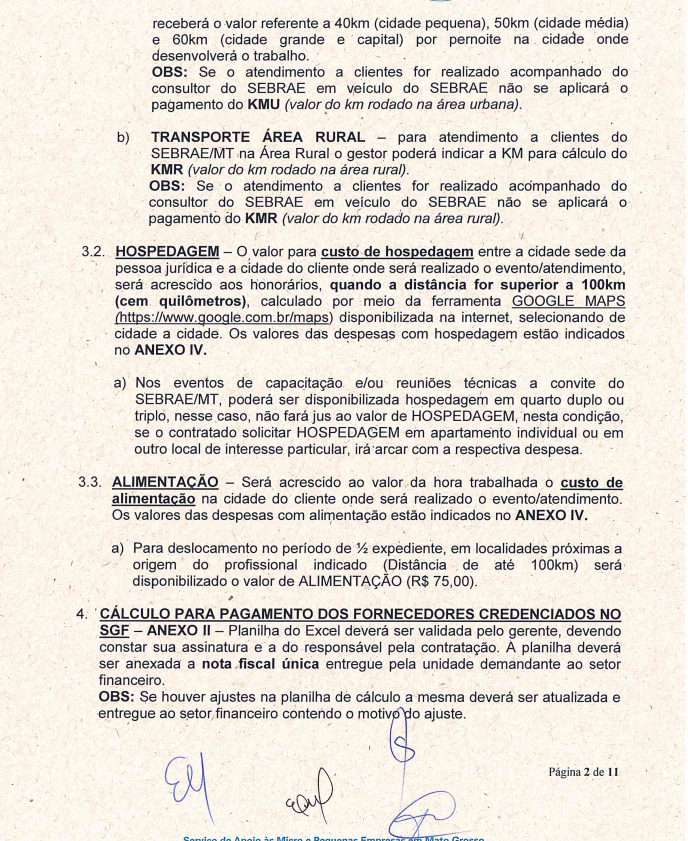 receberá o valor referente a 40km (cidade pequena), 50km (cidade média)
e 60km (cidade grande e capital) por pernoite na cidade onde
desenvolverá o trabalho.
OBS: Se o atendimento a clientes for realizado acompanhado do
consultor do SEBRAE em veículo do SEBRAE não se aplicará o
pagamento do KMU (valor do km rodado na área urbana).
b) TRANSPORTE ÁREA RURAL – para atendimento a clientes do
SEBRAE/MT na Área Rural o gestor poderá indicar a KM para cálculo do
KMR (valor do km rodado na área rural).
OBS: Se o atendimento a clientes for realizado acompanhado do
consultor do SEBRAE em veículo do SEBRAE não se aplicará o
pagamento do KMR (valor do km rodado na área rural).
3.2. HOSPEDAGEM – O valor para custo de hospedagem entre a cidade sede da
pessoa jurídica e a cidade do cliente onde será realizado o evento/atendimento,
será acrescido aos honorários, quando a distância for superior a 100km
(cem quilômetros), calculado por meio da ferramenta GOOGLE MAPS
(https://www.google.com.br/maps) disponibilizada na internet, selecionando de
cidade a cidade. Os valores das despesas com hospedagem estão indicados
no ANEXO IV.
a) Nos eventos de capacitação e/ou reuniões técnicas a convite do
SEBRAE/MT, poderá ser disponibilizada hospedagem em quarto duplo ou
triplo, nesse caso, não fará jus ao valor de HOSPEDAGEM, nesta condição,
se o contratado solicitar HOSPEDAGEM em apartamento individual ou em
outro local de interesse particular, irá arcar com a respectiva despesa.
3.3. ALIMENTAÇÃO – Será acrescido ao valor da hora trabalhada o custo de
alimentação na cidade do cliente onde será realizado o evento/atendimento.
Os valores das despesas com alimentação estão indicados no ANEXO IV.
a) Para deslocamento no período de ½ expediente, em localidades próximas a
origem do profissional indicado (Distância de até 100km) será
disponibilizado o valor de ALIMENTAÇÃO (R$ 75,00).
4. CÁLCULO PARA PAGAMENTO DOS FORNECEDORES CREDENCIADOS NO
SGF – ANEXO II – Planilha do Excel deverá ser validada pelo gerente, devendo
constar sua assinatura e a do responsável pela contratação. A planilha deverá
ser anexada a nota fiscal única entregue pela unidade demandante ao setor
financeiro.
OBS: Se houver ajustes na planilha de cálculo a mesma deverá ser atualizada e
entregue ao setor financeiro contendo o motivo do ajuste.
Página 2 de 11
Serviço de Apoio às Micro e Pequenas Empresas em Mato Grosso